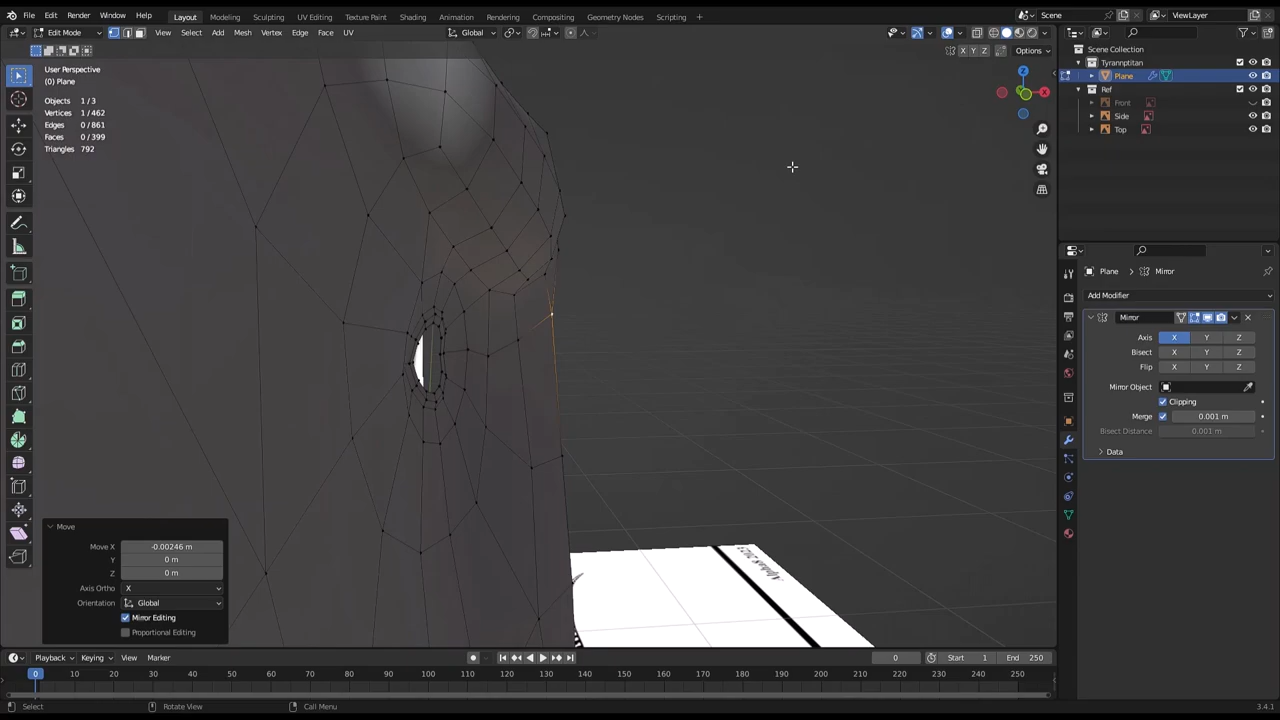 File Edit Render Window Help Layout Modeling Sculpting UV Editing Texture Paint Shading Animation Rendering Compositing Geometry Nodes Scripting + Scene ViewLayer
Edit Mode View Select Add Mesh Vertex Edge Face UV Global
X Y Z Options
User Perspective
(0) Plane
Objects 1/3
Vertices 1/462
Edges 0/861
Faces 0/399
Triangles 792
Z
X
Scene Collection
Tyrannptitan
Plane
Ref
Front
Side
Top
Plane > Mirror
Add Modifier
Mirror
Axis X Y Z
Bisect X Y Z
Flip X Y Z
Mirror Object
Clipping
Merge 0.001 m
Bisect Distance 0.001 m
Data
Move
Move X -0.00246 m
Y 0 m
Z 0 m
Axis Ortho X
Orientation Global
Mirror Editing
Proportional Editing
Playback Keying View Marker 0 Start 1 End 250
0 10 20 30 40 50 60 70 80 90 100 110 120 130 140 150 160 170 180 190 200 210 220 230 240 250
Select Rotate View Call Menu 3.4.1